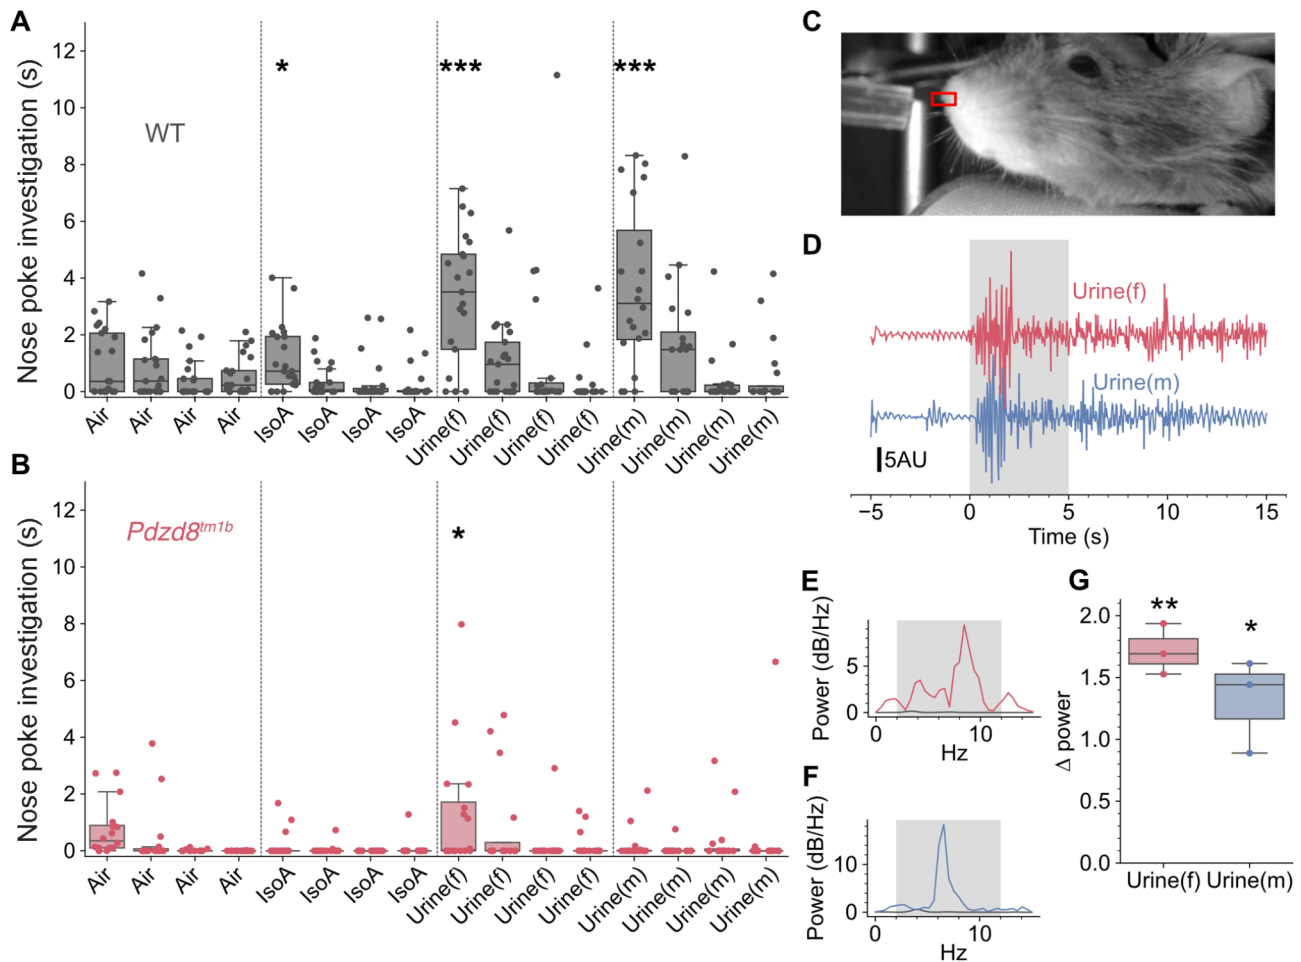 A
Nose poke investigation (s)
12
10
8
6
4
2
0
WT
*
***
***
Air
Air
Air
Air
IsoA
IsoA
IsoA
IsoA
Urine(f)
Urine(f)
Urine(f)
Urine(f)
Urine(m)
Urine(m)
Urine(m)
Urine(m)
B
Nose poke investigation (s)
12
10
8
6
4
2
0
Pdzd8tm1b
*
Air
Air
Air
Air
IsoA
IsoA
IsoA
IsoA
Urine(f)
Urine(f)
Urine(f)
Urine(f)
Urine(m)
Urine(m)
Urine(m)
Urine(m)
C
D
Urine(f)
Urine(m)
5AU
−5 0 5 10 15
Time (s)
E
Power (dB/Hz)
5
0
0 10
Hz
F
Power (dB/Hz)
10
0
0 10
Hz
G
Δ power
2.0
1.5
1.0
0.5
0.0
**
*
Urine(f) Urine(m)